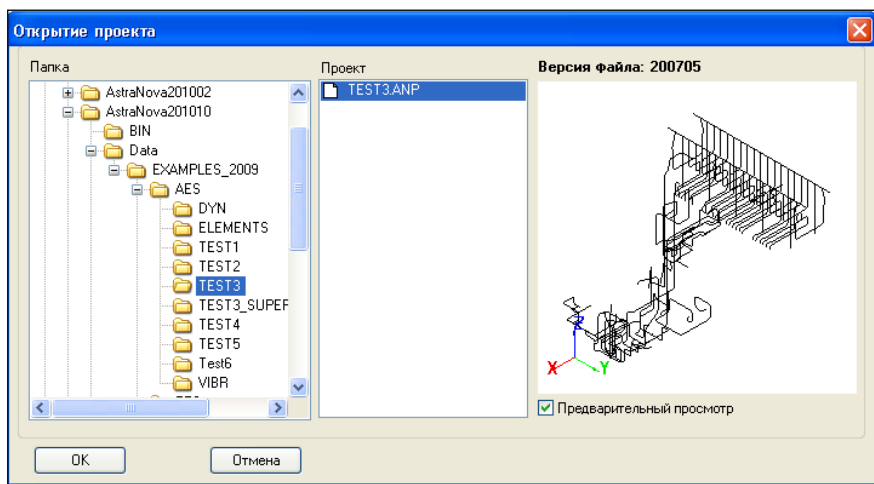 Открытие проекта
Папка
AstraNova201002
AstraNova201010
BIN
Data
EXAMPLES_2009
AES
DYN
ELEMENTS
TEST1
TEST2
TEST3
TEST3_SUPER
TEST4
TEST5
Test6
VIBR
Проект
TEST3.ANP
Версия файла: 200705
Z
X
Y
Предварительный просмотр
OK
Отмена